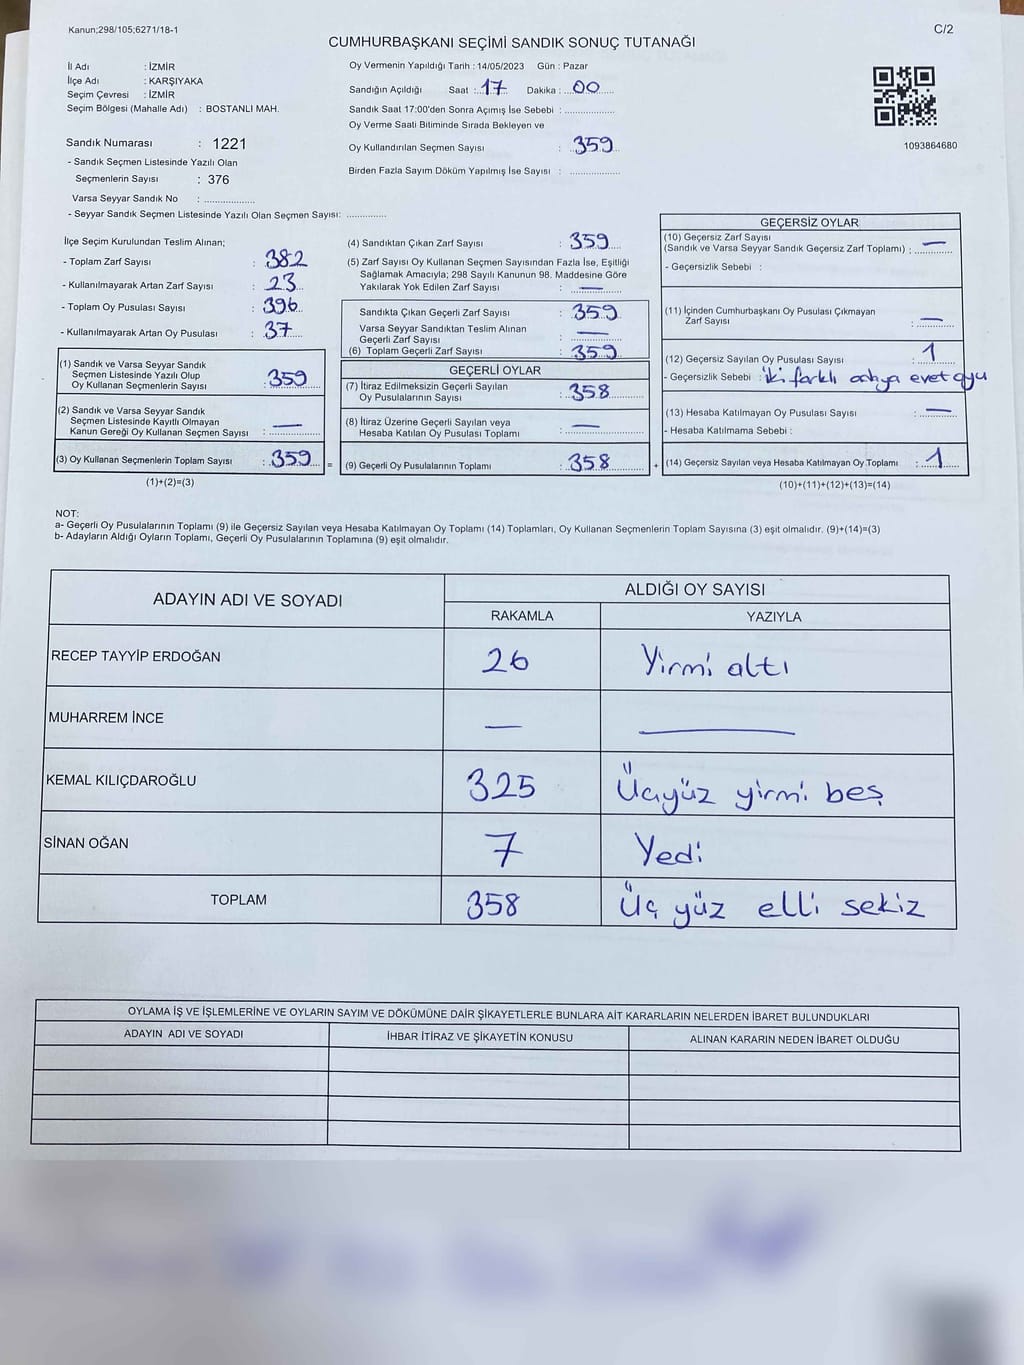 Kanun;298/105;6271/18-1
C/2
CUMHURBAŞKANI SEÇİMİ SANDIK SONUÇ TUTANAĞI
İl Adı : İZMİR
İlçe Adı : KARŞIYAKA
Seçim Çevresi : İZMİR
Seçim Bölgesi (Mahalle Adı) : BOSTANLI MAH.
Sandık Numarası : 1221
- Sandık Seçmen Listesinde Yazılı Olan
Seçmenlerin Sayısı : 376
Varsa Seyyar Sandık No : ..................
- Seyyar Sandık Seçmen Listesinde Yazılı Olan Seçmen Sayısı: ..............
Oy Vermenin Yapıldığı Tarih : 14/05/2023 Gün : Pazar
Sandığın Açıldığı Saat : 17 Dakika : 00
Sandık Saat 17:00'den Sonra Açımış İse Sebebi : ..................
Oy Verme Saati Bitiminde Sırada Bekleyen ve
Oy Kullandırılan Seçmen Sayısı : 359
Birden Fazla Sayım Döküm Yapılmış İse Sayısı : ..................
1093864680
İlçe Seçim Kurulundan Teslim Alınan;
- Toplam Zarf Sayısı : 382
- Kullanılmayarak Artan Zarf Sayısı : 23
- Toplam Oy Pusulası Sayısı : 396
- Kullanılmayarak Artan Oy Pusulası : 37
(1) Sandık ve Varsa Seyyar Sandık
Seçmen Listesinde Yazılı Olup
Oy Kullanan Seçmenlerin Sayısı : 359
(2) Sandık ve Varsa Seyyar Sandık
Seçmen Listesinde Kayıtlı Olmayan
Kanun Gereği Oy Kullanan Seçmen Sayısı : —
(3) Oy Kullanan Seçmenlerin Toplam Sayısı : 359 =
(1)+(2)=(3)
(4) Sandıktan Çıkan Zarf Sayısı : 359
(5) Zarf Sayısı Oy Kullanan Seçmen Sayısından Fazla İse, Eşitliği
Sağlamak Amacıyla; 298 Sayılı Kanunun 98. Maddesine Göre
Yakılarak Yok Edilen Zarf Sayısı : —
Sandıkta Çıkan Geçerli Zarf Sayısı : 359
Varsa Seyyar Sandıktan Teslim Alınan
Geçerli Zarf Sayısı : —
(6) Toplam Geçerli Zarf Sayısı : 359
GEÇERLİ OYLAR
(7) İtiraz Edilmeksizin Geçerli Sayılan
Oy Pusulalarının Sayısı : 358
(8) İtiraz Üzerine Geçerli Sayılan veya
Hesaba Katılan Oy Pusulası Toplamı : —
(9) Geçerli Oy Pusulalarının Toplamı : 358 +
GEÇERSİZ OYLAR
(10) Geçersiz Zarf Sayısı
(Sandık ve Varsa Seyyar Sandık Geçersiz Zarf Toplamı) : —
- Geçersizlik Sebebi :
(11) İçinden Cumhurbaşkanı Oy Pusulası Çıkmayan
Zarf Sayısı : —
(12) Geçersiz Sayılan Oy Pusulası Sayısı : 1
- Geçersizlik Sebebi : iki farklı evet oyu
(13) Hesaba Katılmayan Oy Pusulası Sayısı : —
- Hesaba Katılmama Sebebi :
(14) Geçersiz Sayılan veya Hesaba Katılmayan Oy Toplamı : 1
(10)+(11)+(12)+(13)=(14)
NOT:
a- Geçerli Oy Pusulalarının Toplamı (9) ile Geçersiz Sayılan veya Hesaba Katılmayan Oy Toplamı (14) Toplamları, Oy Kullanan Seçmenlerin Toplam Sayısına (3) eşit olmalıdır. (9)+(14)=(3)
b- Adayların Aldığı Oyların Toplamı, Geçerli Oy Pusulalarının Toplamına (9) eşit olmalıdır.
ADAYIN ADI VE SOYADI ALDIĞI OY SAYISI
RAKAMLA YAZIYLA
RECEP TAYYİP ERDOĞAN 26 Yirmi altı
MUHARREM İNCE — —
KEMAL KILIÇDAROĞLU 325 Üçyüz yirmi beş
SİNAN OĞAN 7 Yedi
TOPLAM 358 Üç yüz elli sekiz
OYLAMA İŞ VE İŞLEMLERİNE VE OYLARIN SAYIM VE DÖKÜMÜNE DAİR ŞİKAYETLERLE BUNLARA AİT KARARLARIN NELERDEN İBARET BULUNDUKLARI
ADAYIN ADI VE SOYADI İHBAR İTİRAZ VE ŞİKAYETİN KONUSU ALINAN KARARIN NEDEN İBARET OLDUĞU